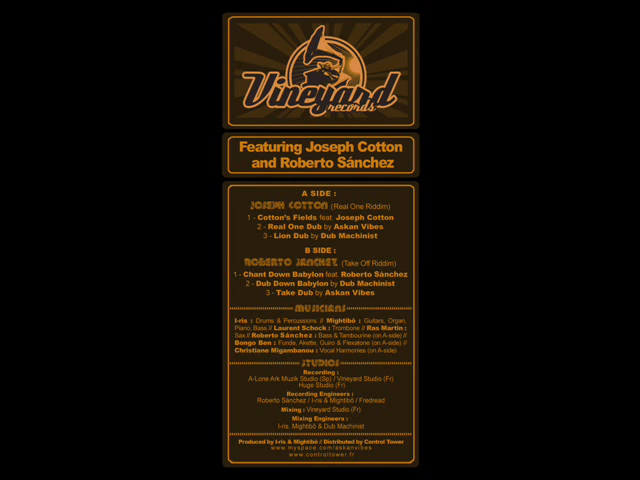 Vineyard
records
Featuring Joseph Cotton
and Roberto Sánchez
A SIDE :
JOSEPH COTTON (Real One Riddim)
1 - Cotton's Fields feat. Joseph Cotton
2 - Real One Dub by Askan Vibes
3 - Lion Dub by Dub Machinist
B SIDE :
ROBERTO SANCHEZ (Take Off Riddim)
1 - Chant Down Babylon feat. Roberto Sánchez
2 - Dub Down Babylon by Dub Machinist
3 - Take Dub by Askan Vibes
MUSICIANS
I-ris : Drums & Percussions // Mightibô : Guitars, Organ,
Piano, Bass // Laurent Schock : Trombone // Ras Martin :
Sax // Roberto Sánchez : Bass & Tambourine (on A-side) //
Bongo Ben : Funde, Akette, Guiro & Flexatone (on A-side) //
Christiane Migambanou : Vocal Harmonies (on A-side)
STUDIOS
Recording :
A-Lone Ark Muzik Studio (Sp) / Vineyard Studio (Fr)
Huge Studio (Fr)
Recording Engineers :
Roberto Sánchez / I-ris & Mightibô / Fredread
Mixing : Vineyard Studio (Fr)
Mixing Engineers :
I-ris, Mightibô & Dub Machinist
Produced by I-ris & Mightibô / Distributed by Control Tower
www.myspace.com/askanvibes
www.controltower.fr